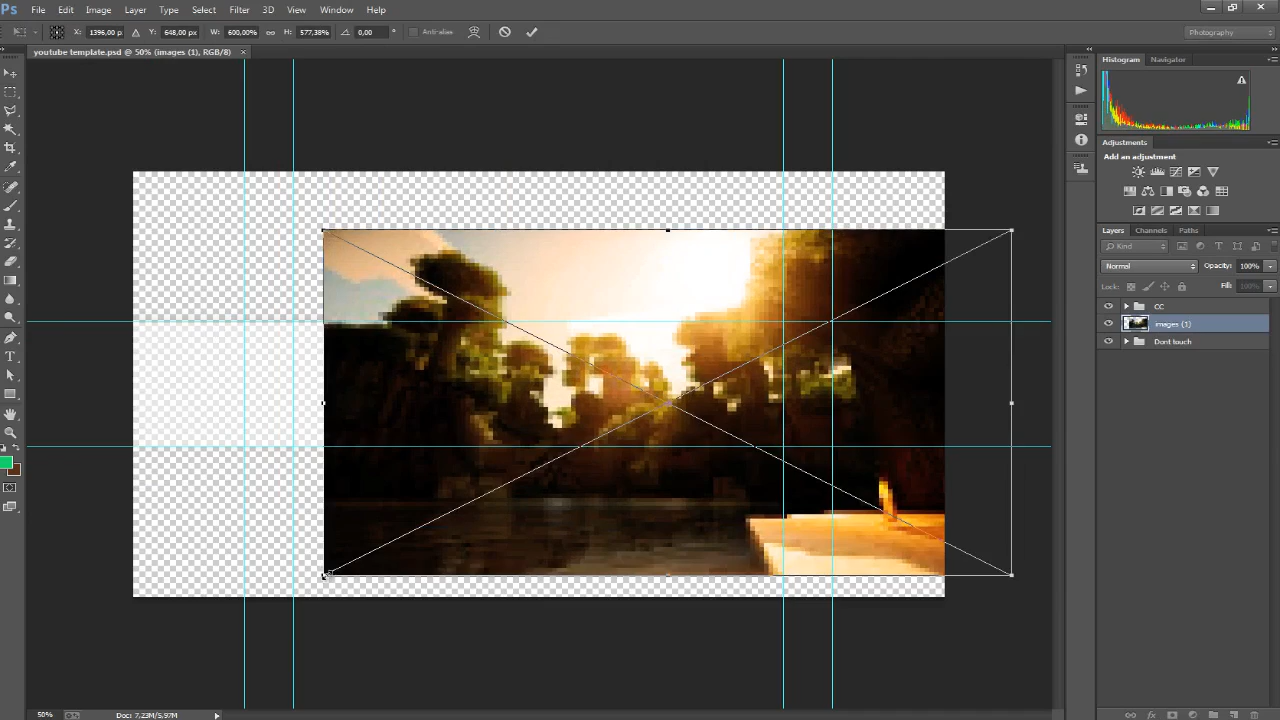 Ps File Edit Image Layer Type Select Filter 3D View Window Help
X: 1396,00 p Y: 648,00 px W: 600,00% H: 577,38% 0,00 ° Anti-alias Photography
youtube template.psd @ 50% (images (1), RGB/8) ×
Histogram Navigator
Adjustments
Add an adjustment
Layers Channels Paths
Kind
Normal Opacity: 100%
Lock: Fill: 100%
CC
images (1)
Dont touch
50% Doc: 7,23M/5,97M